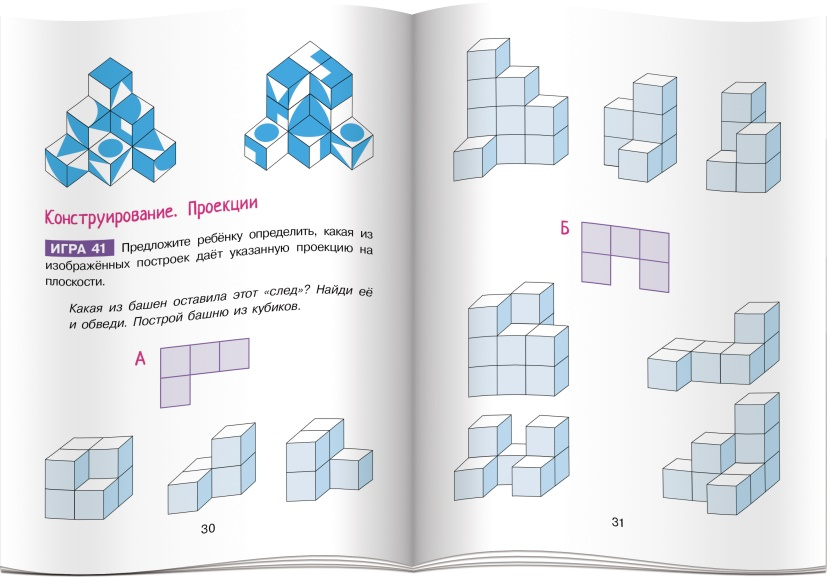 Конструирование. Проекции
ИГРА 41 Предложите ребёнку определить, какая из
изображённых построек даёт указанную проекцию на
плоскости.
Какая из башен оставила этот «след»? Найди её
и обведи. Построй башню из кубиков.
А
30
Б
31